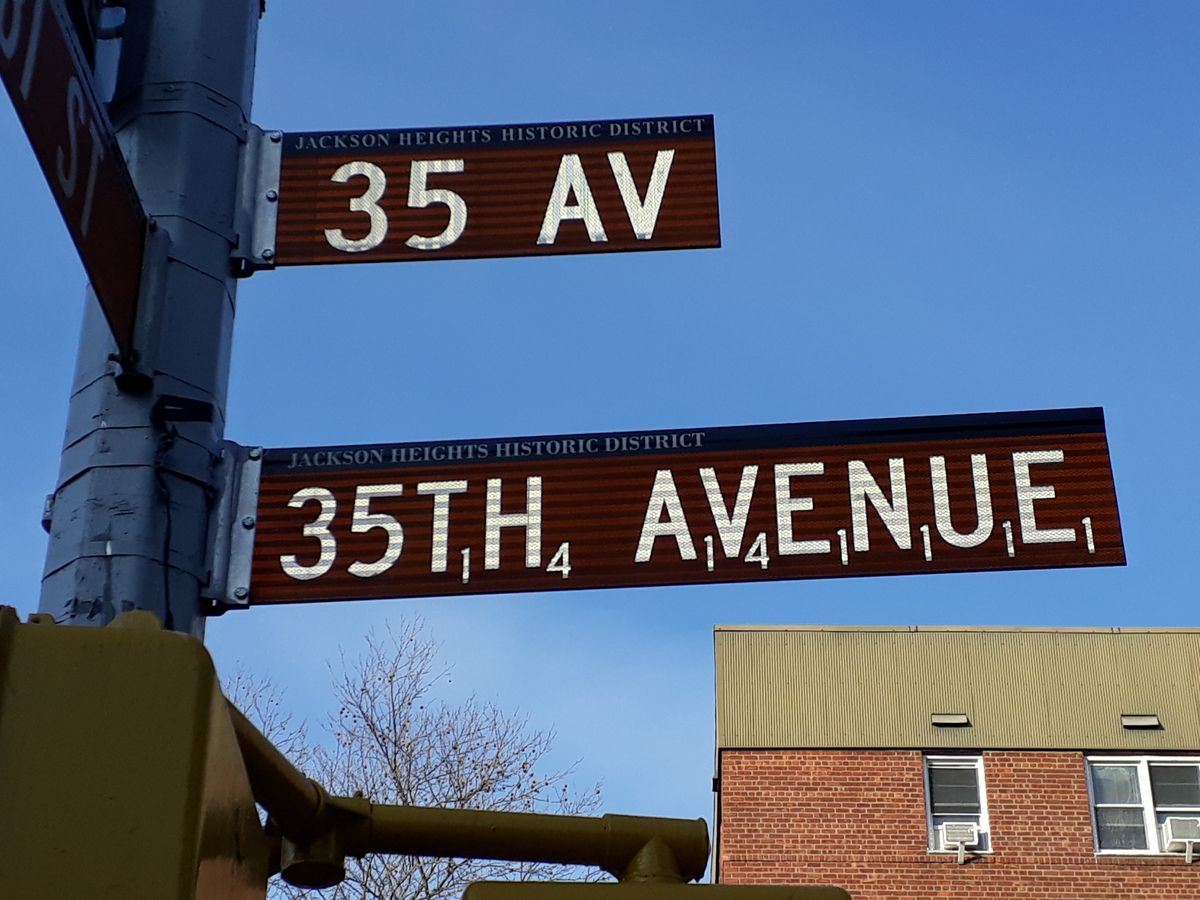 ST
JACKSON HEIGHTS HISTORIC DISTRICT
35 AV
JACKSON HEIGHTS HISTORIC DISTRICT
35T₁H₄ A₁V₄E₁N₁U₁E₁